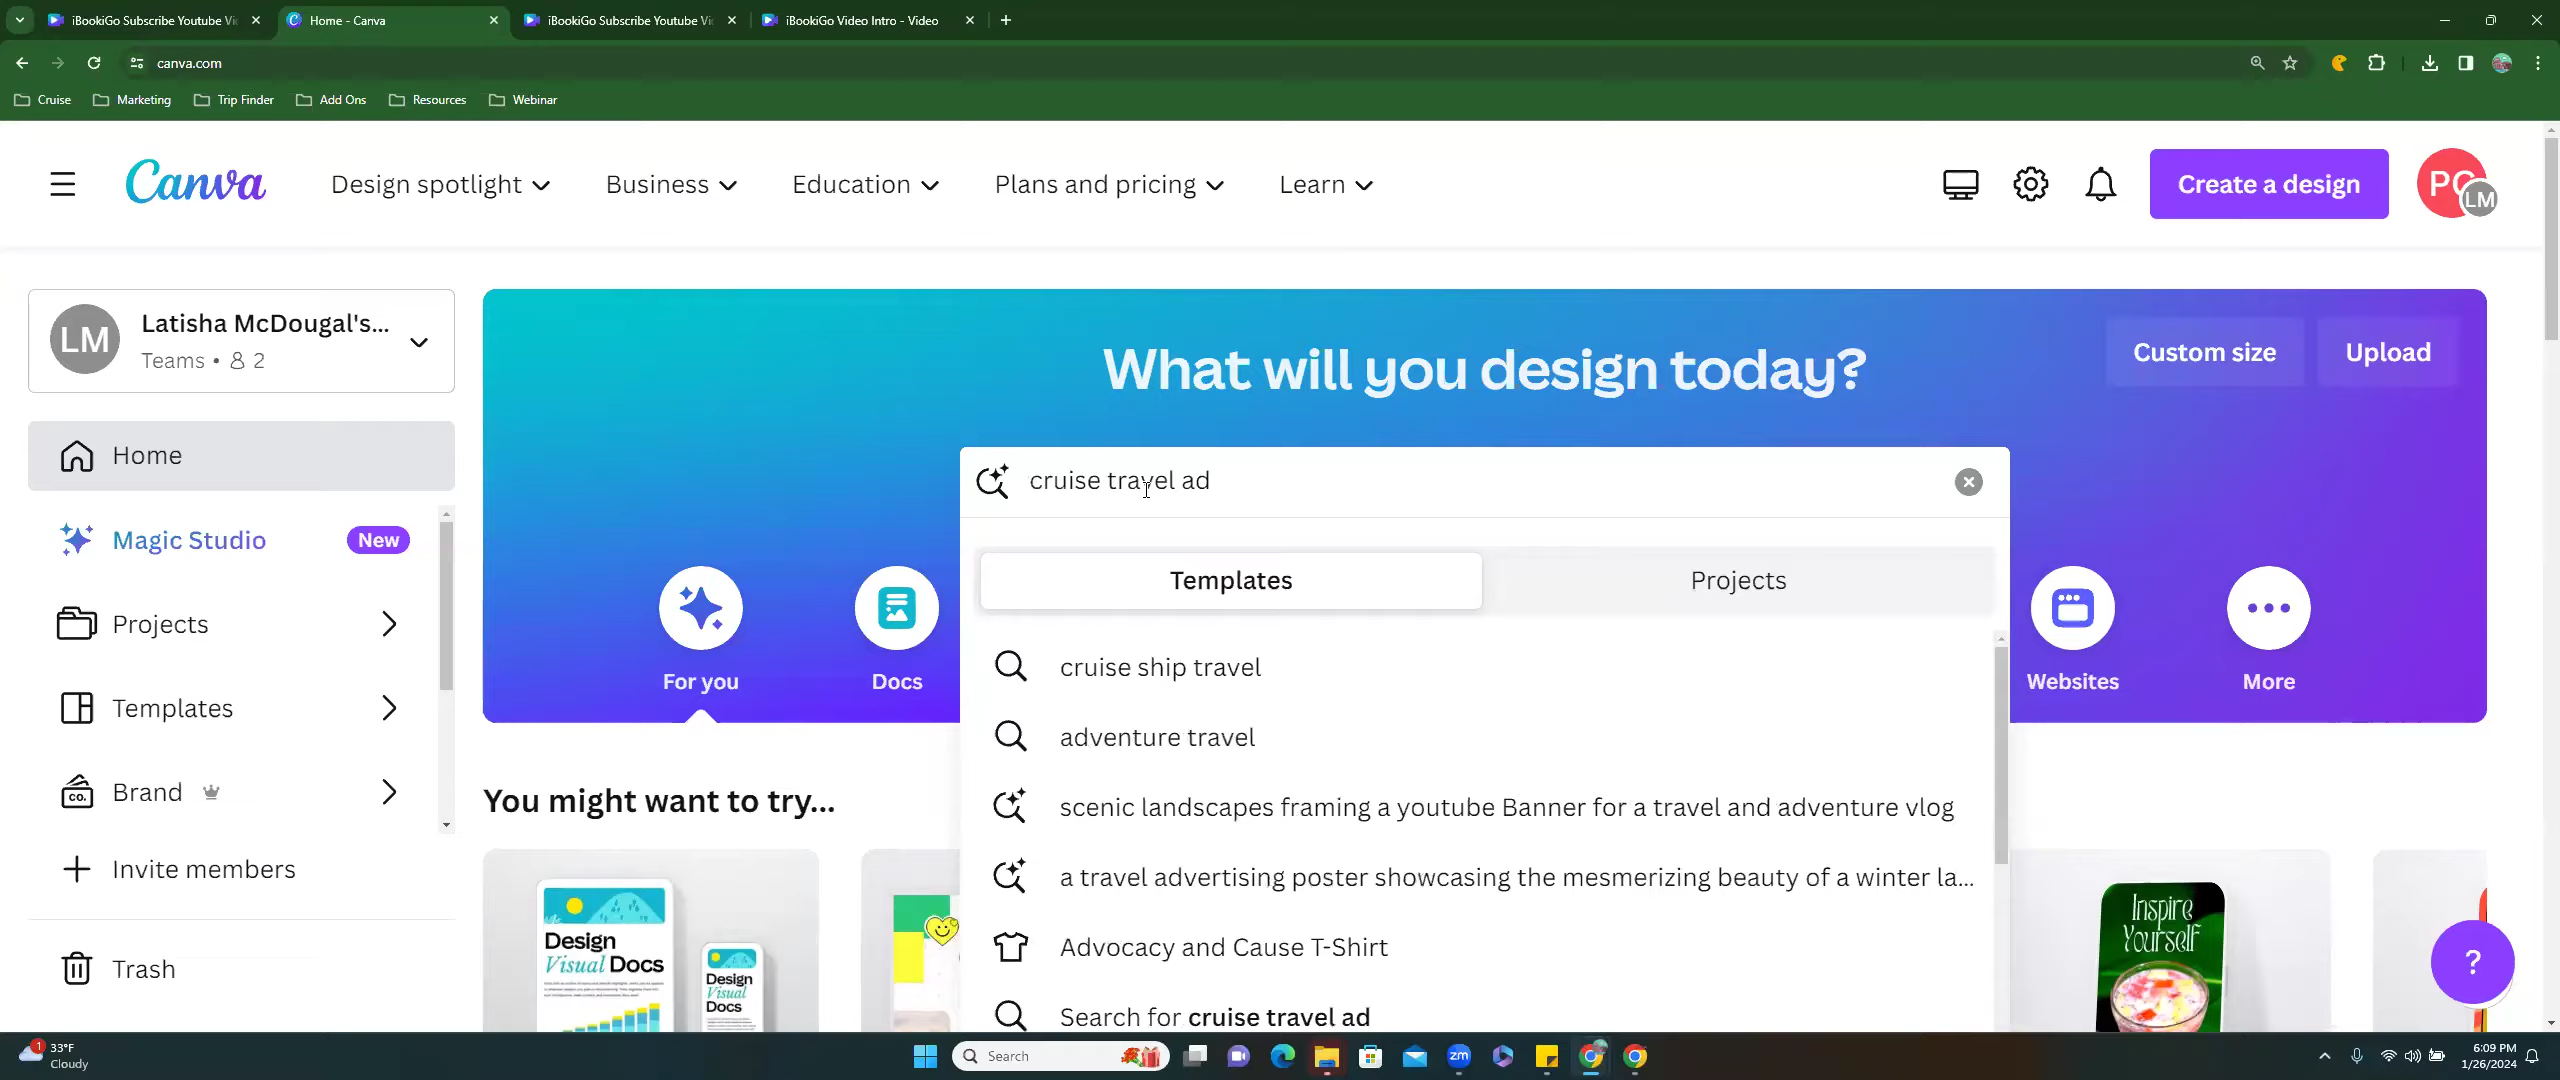 iBookiGo Subscribe Youtube Vi
Home - Canva
iBookiGo Subscribe Youtube Vi
iBookiGo Video Intro - Video
canva.com
Cruise
Marketing
Trip Finder
Add Ons
Resources
Webinar
Canva
Design spotlight
Business
Education
Plans and pricing
Learn
Create a design
PC
LM
LM
Latisha McDougal's...
Teams • 2
What will you design today?
Custom size
Upload
Home
cruise travel ad
Magic Studio
New
Templates
Projects
Projects
For you
Docs
cruise ship travel
Websites
More
Templates
adventure travel
Brand
CO.
You might want to try...
scenic landscapes framing a youtube Banner for a travel and adventure vlog
Invite members
a travel advertising poster showcasing the mesmerizing beauty of a winter la...
Design
Visual Docs
Design
Visual
Docs
Inspire
Yourself
Advocacy and Cause T-Shirt
?
Trash
Search for cruise travel ad
1
33°F
Cloudy
Search
zm
6:09 PM
1/26/2024